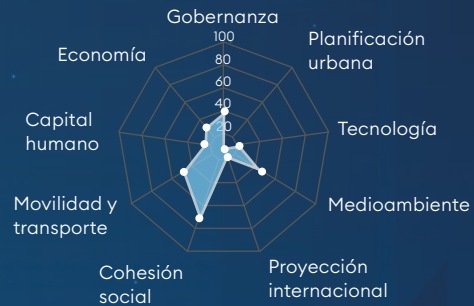 Gobernanza
100
80
60
40
20
Planificación
urbana
Tecnología
Medioambiente
Proyección
internacional
Cohesión
social
Movilidad y
transporte
Capital
humano
Economía